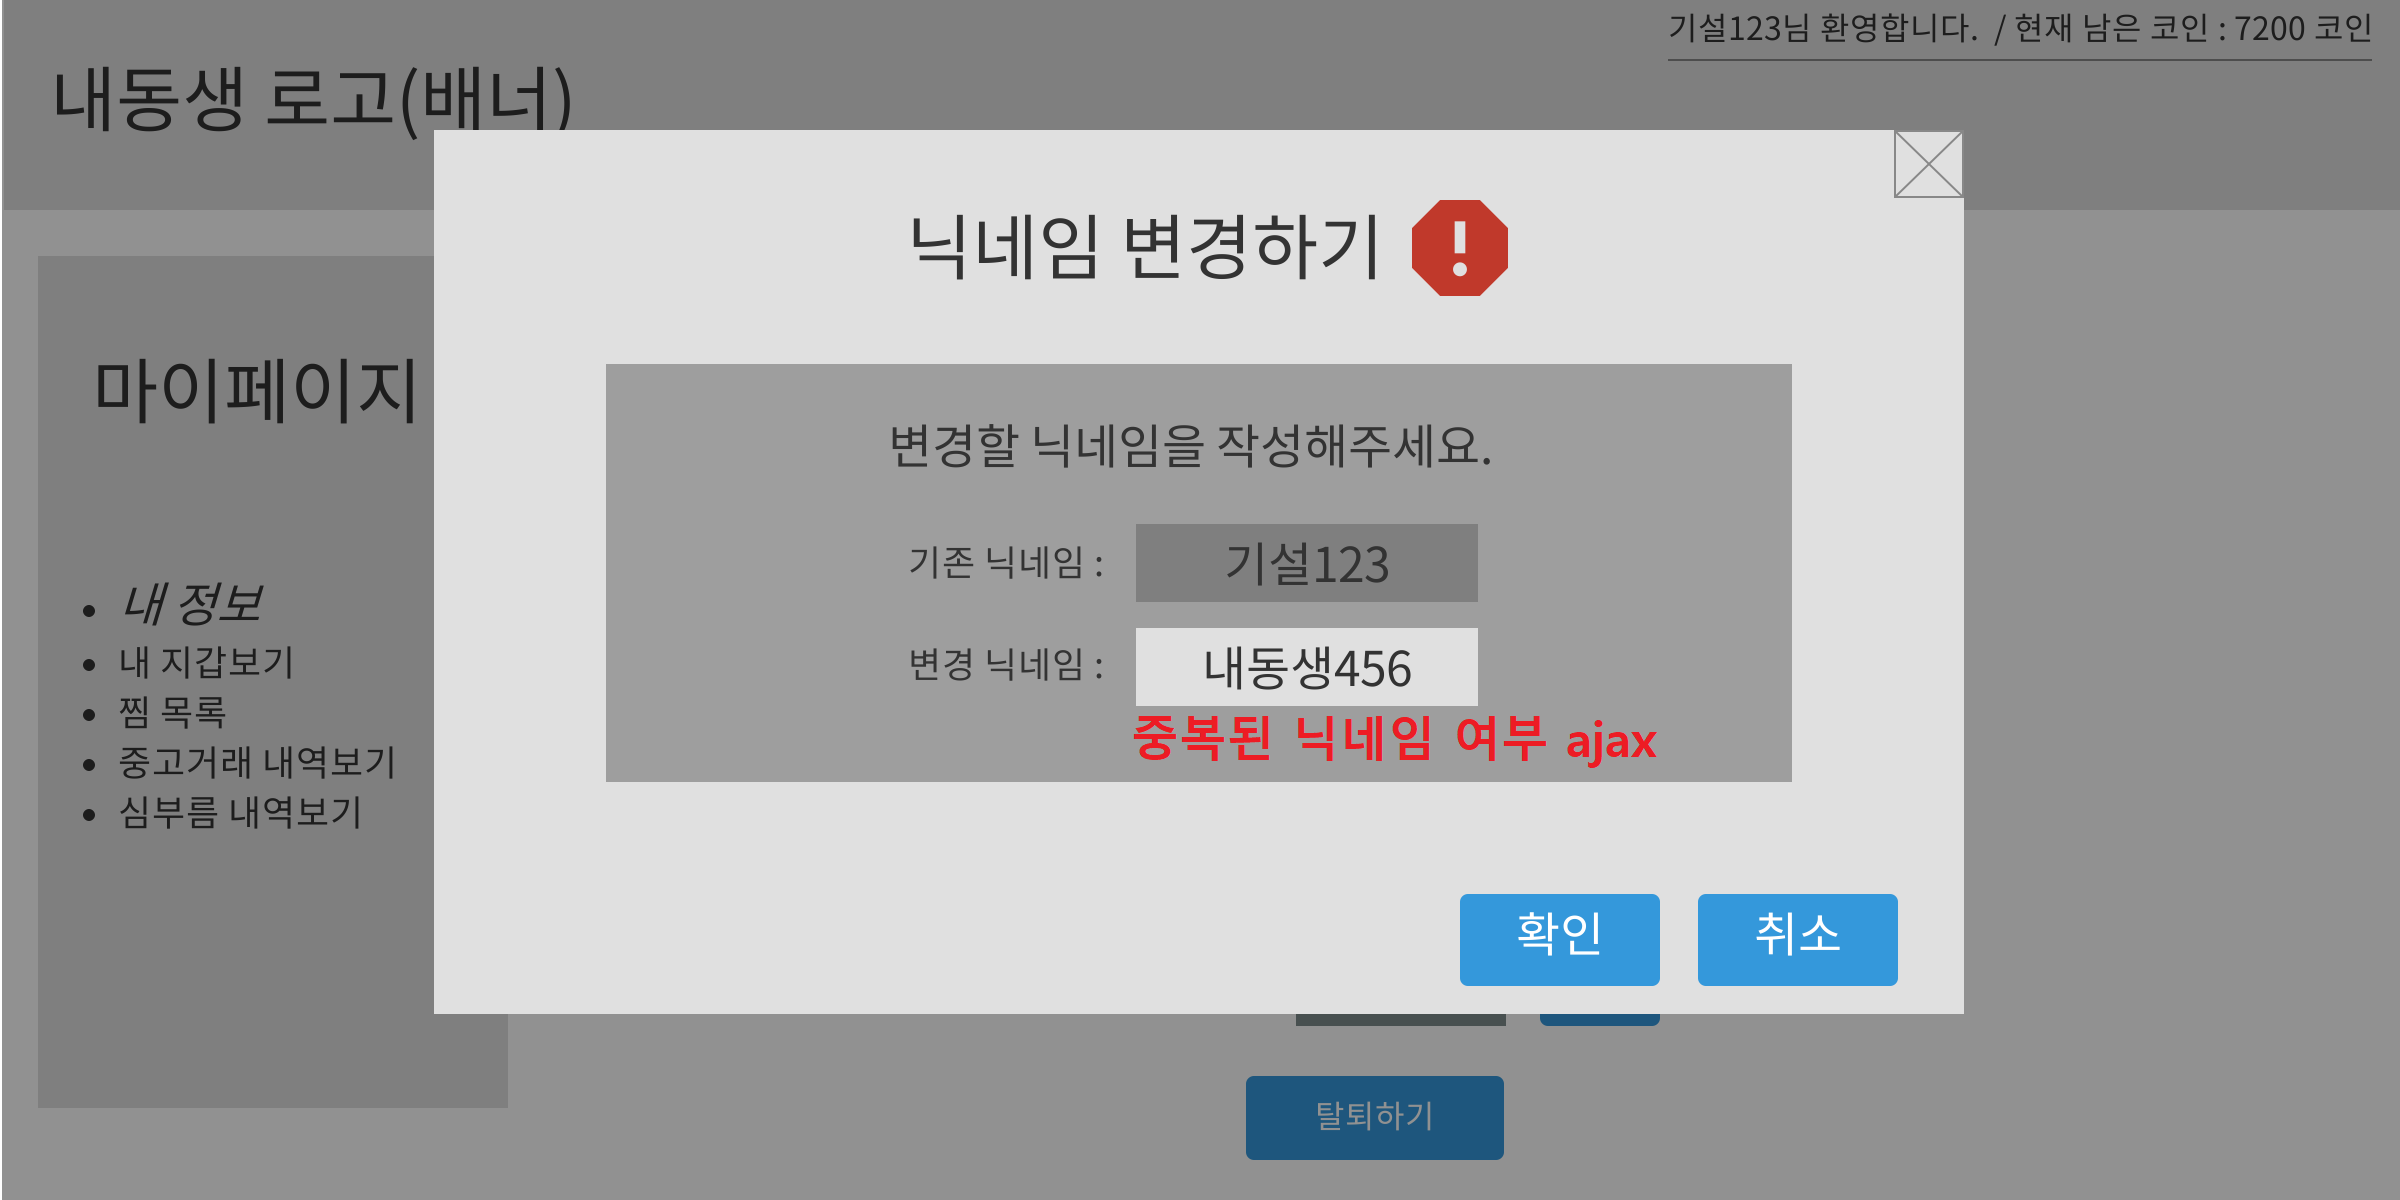 기설123님 환영합니다. / 현재 남은 코인 : 7200 코인
내동생 로고(배너)
닉네임 변경하기
마이페이지
변경할 닉네임을 작성해주세요.
기존 닉네임 : 기설123
변경 닉네임 : 내동생456
중복된 닉네임 여부 ajax
내 정보
내 지갑보기
찜 목록
중고거래 내역보기
심부름 내역보기
확인 취소
탈퇴하기